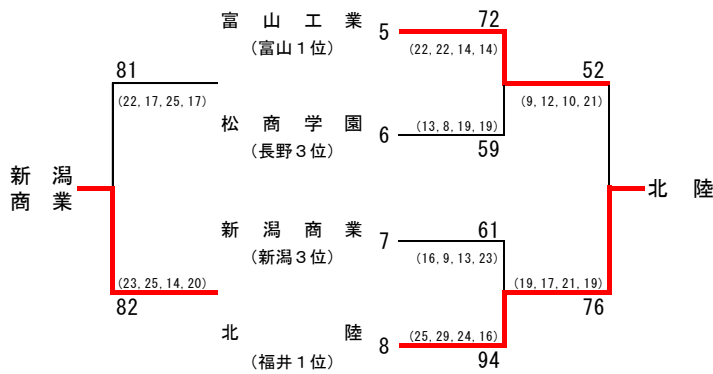 富山工業 5 72
(富山1位) (22, 22, 14, 14)
81 52
(22, 17, 25, 17) (9, 12, 10, 21)
松商学園 6 (13, 8, 19, 19)
(長野3位) 59
新潟
商業
北陸
新潟商業 7 61
(新潟3位) (16, 9, 13, 23)
(23, 25, 14, 20) (19, 17, 21, 19)
82 76
北陸 8 (25, 29, 24, 16)
(福井1位) 94